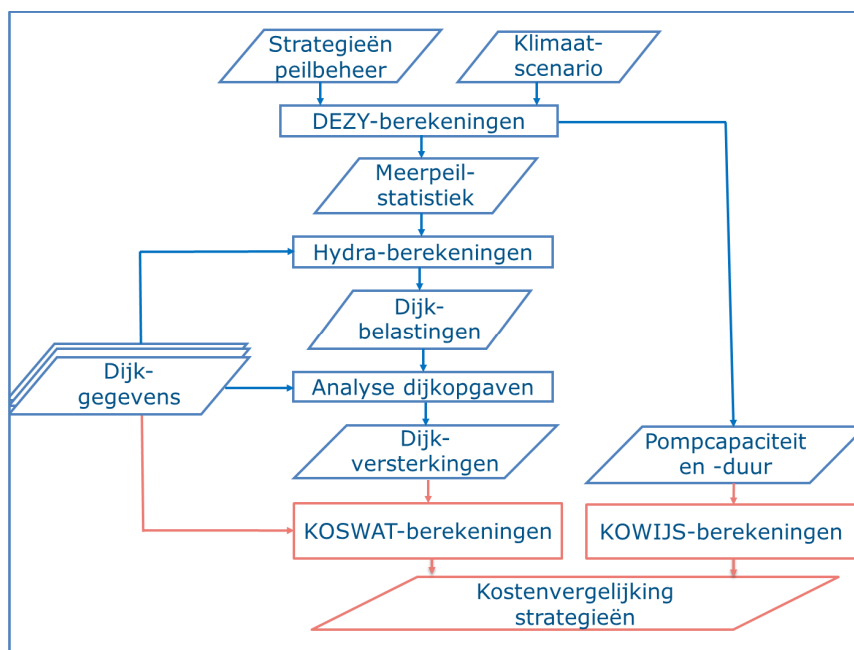 Strategieën
peilbeheer
Klimaat-
scenario
DEZY-berekeningen
Meerpeil-
statistiek
Hydra-berekeningen
Dijk-
belastingen
Dijk-
gegevens
Analyse dijkopgaven
Dijk-
versterkingen
Pompcapaciteit
en -duur
KOSWAT-berekeningen
KOWIJS-berekeningen
Kostenvergelijking
strategieën